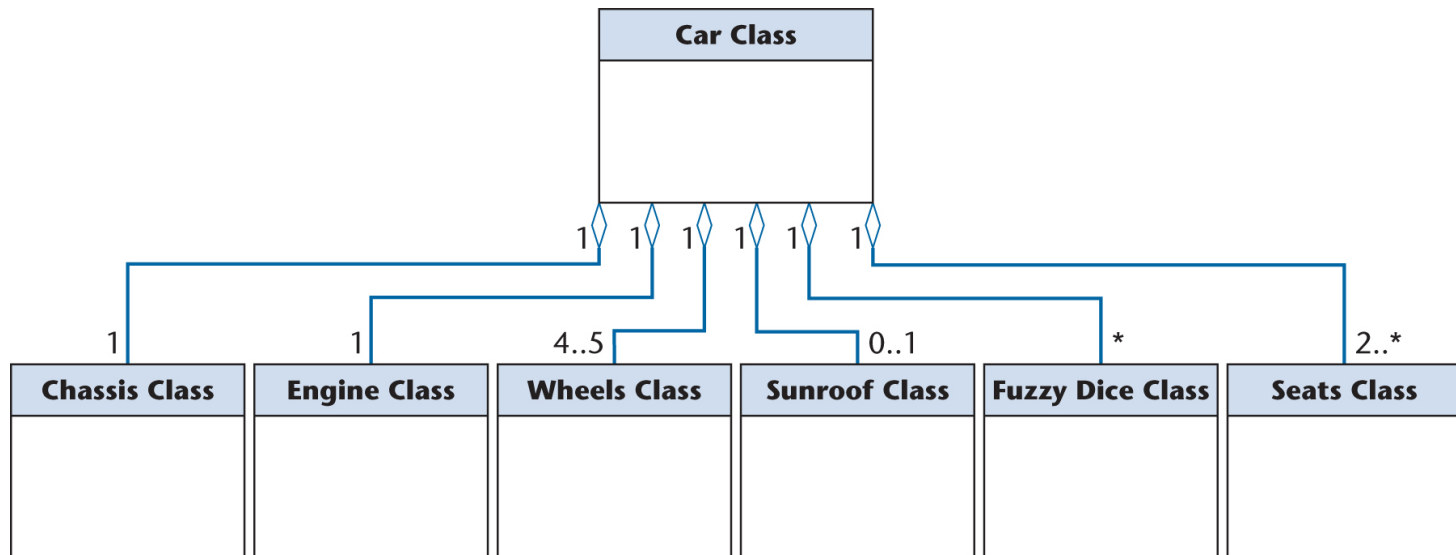 Car Class
1 1 1 1 1 1
1 1 4..5 0..1 * 2..*
Chassis Class Engine Class Wheels Class Sunroof Class Fuzzy Dice Class Seats Class